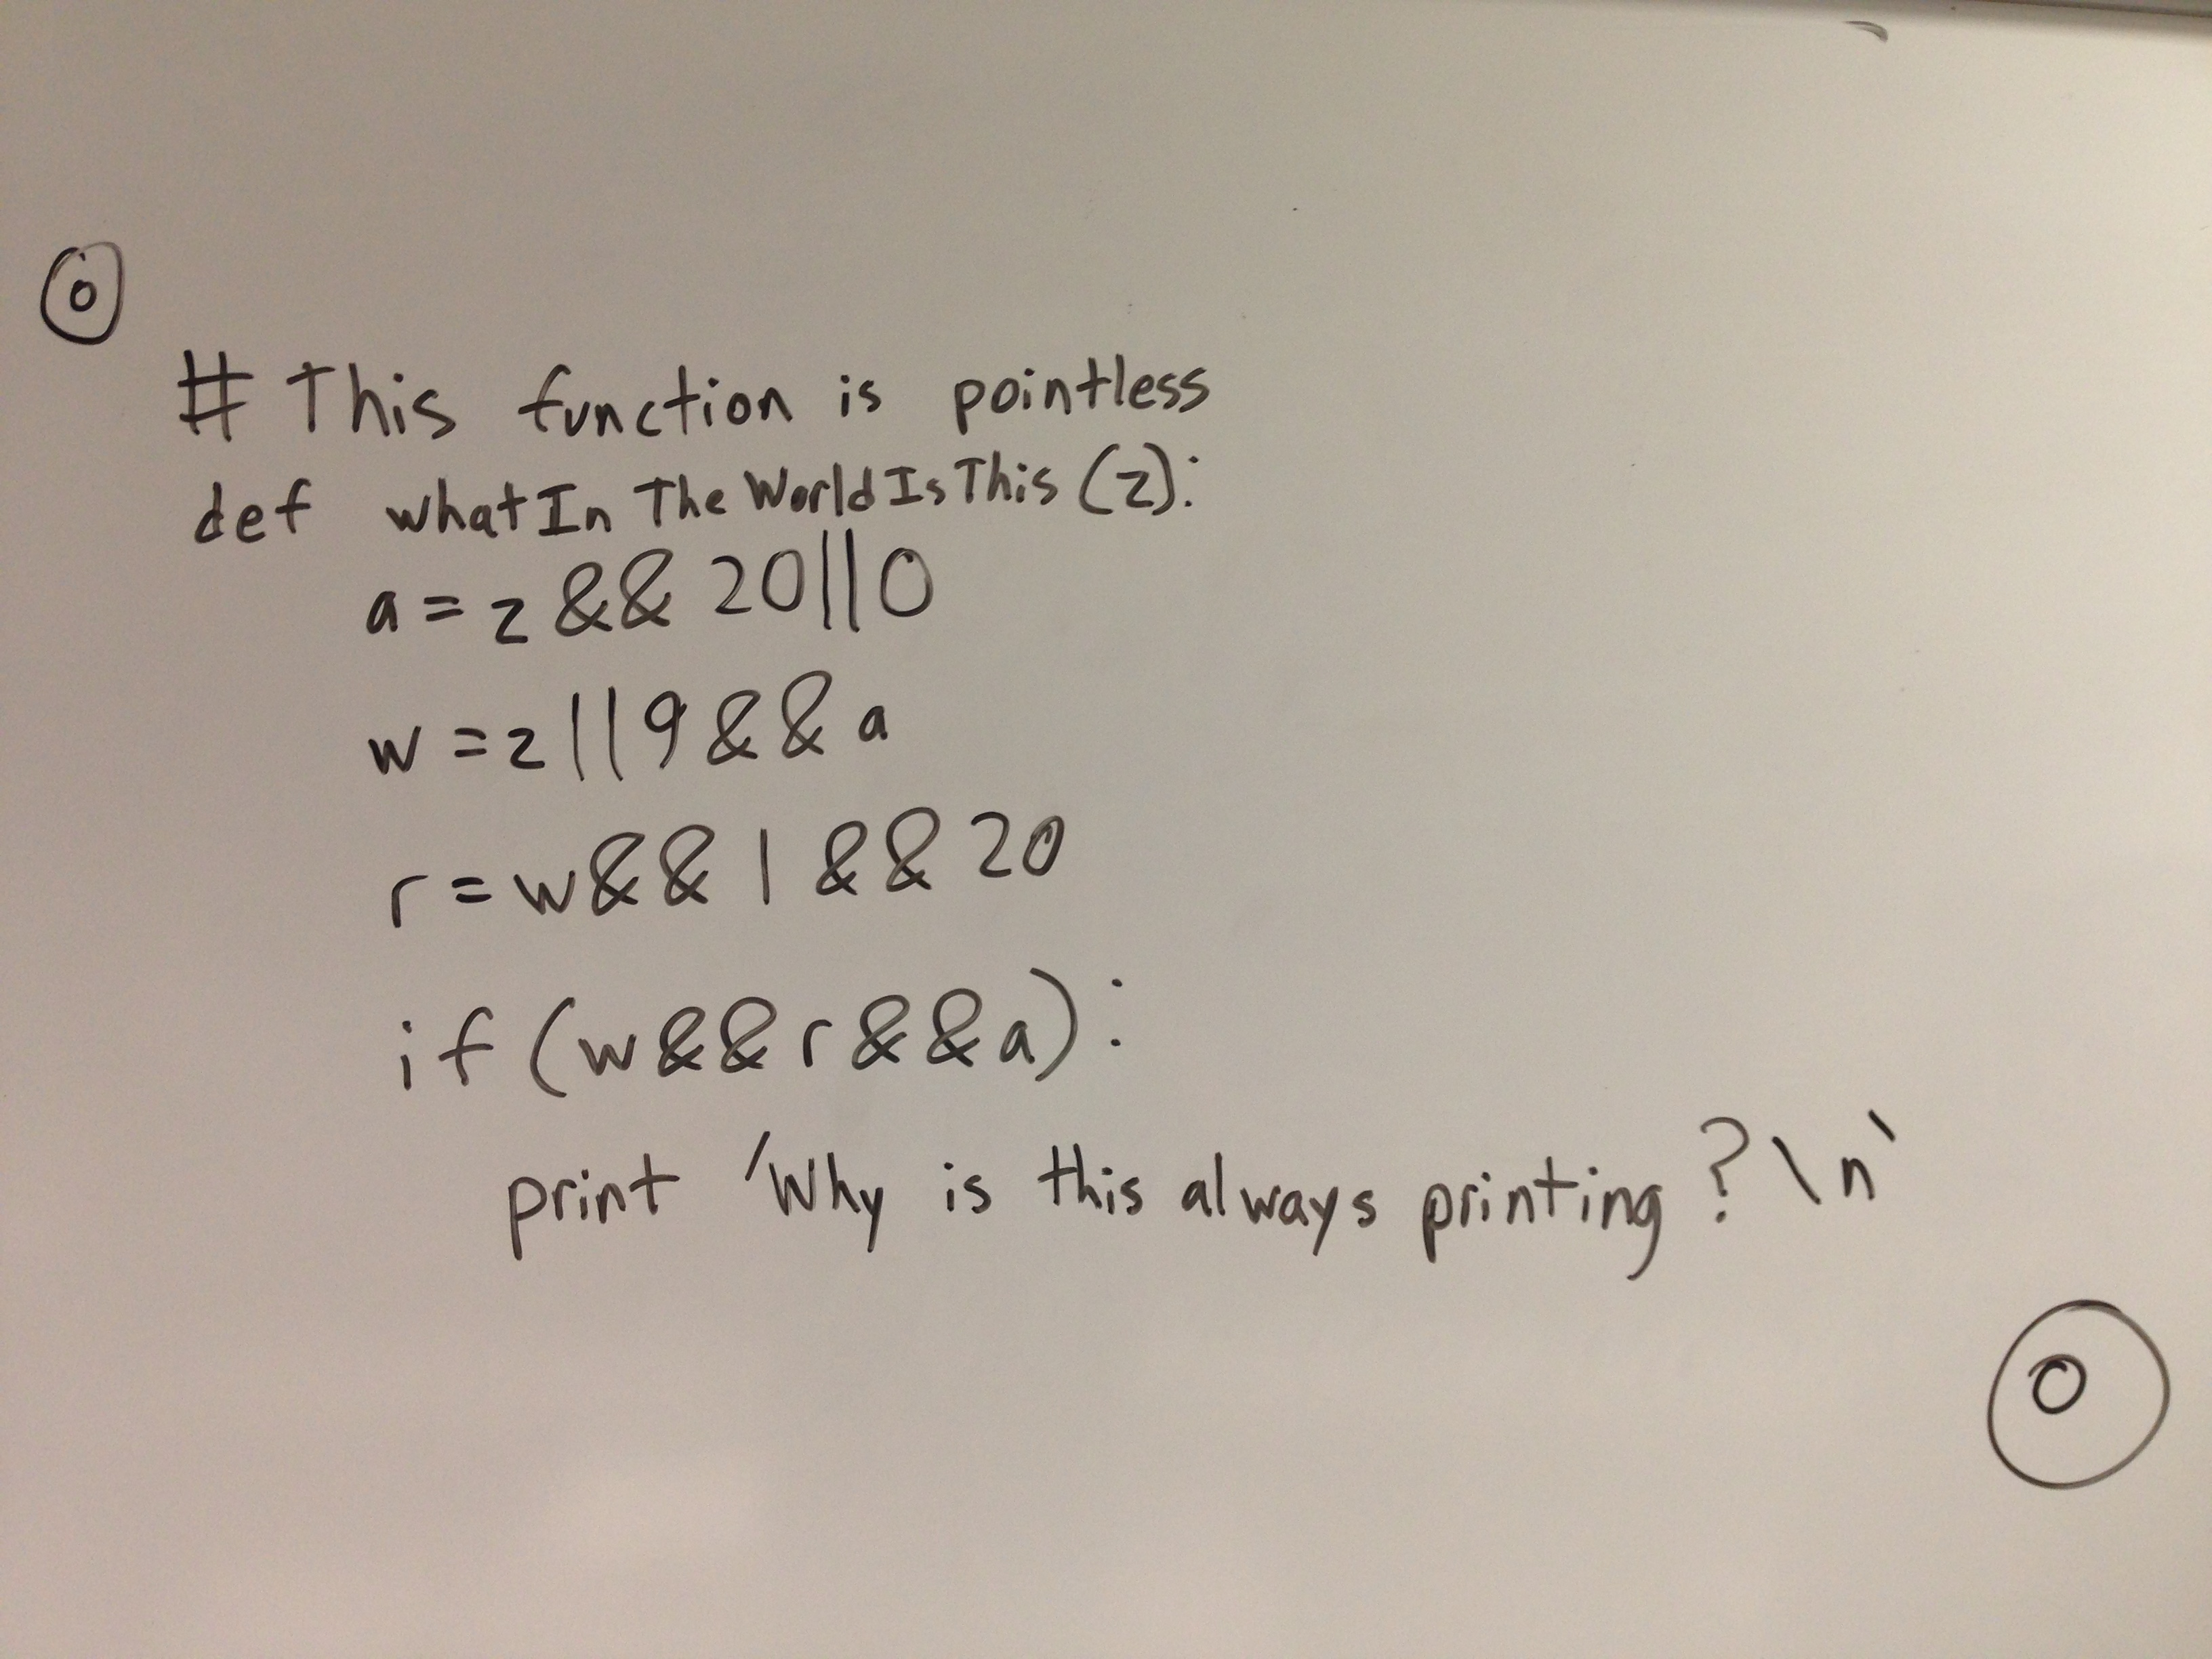 0
# This function is pointless
def whatInTheWorldIsThis(z):
a = z && 20||0
w = z||9 && a
r = w && 1 && 20
if (w && r && a):
print 'Why is this always printing?\n'
0